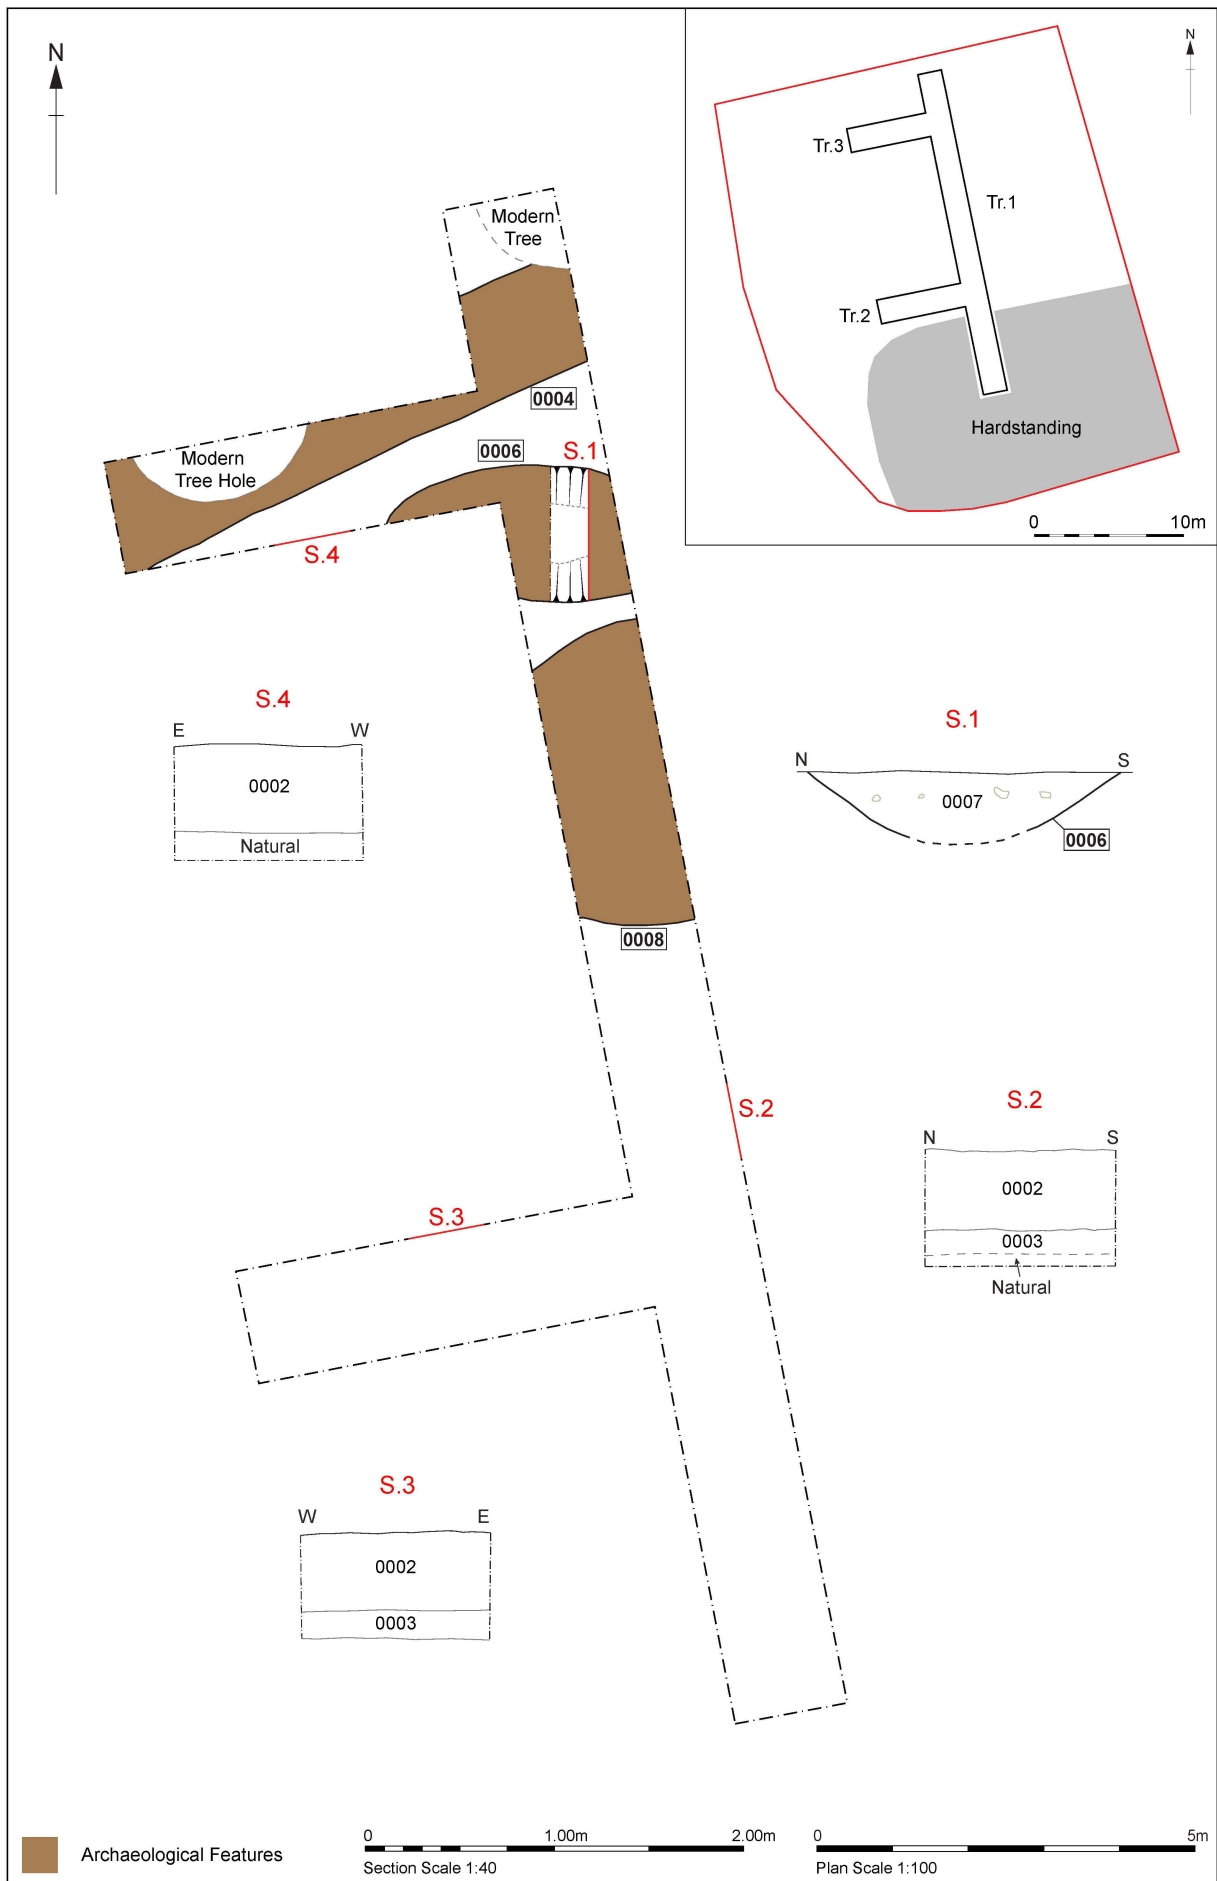 N
N
Tr.3
Tr.1
Tr.2
Hardstanding
0 10m
Modern
Tree
0004
Modern
Tree Hole
0006
S.1
S.4
S.4
E W
0002
Natural
S.1
N S
0007
0006
0008
S.2
S.2
N S
0002
0003
Natural
S.3
S.3
W E
0002
0003
Archaeological Features
0 1.00m 2.00m
Section Scale 1:40
0 5m
Plan Scale 1:100